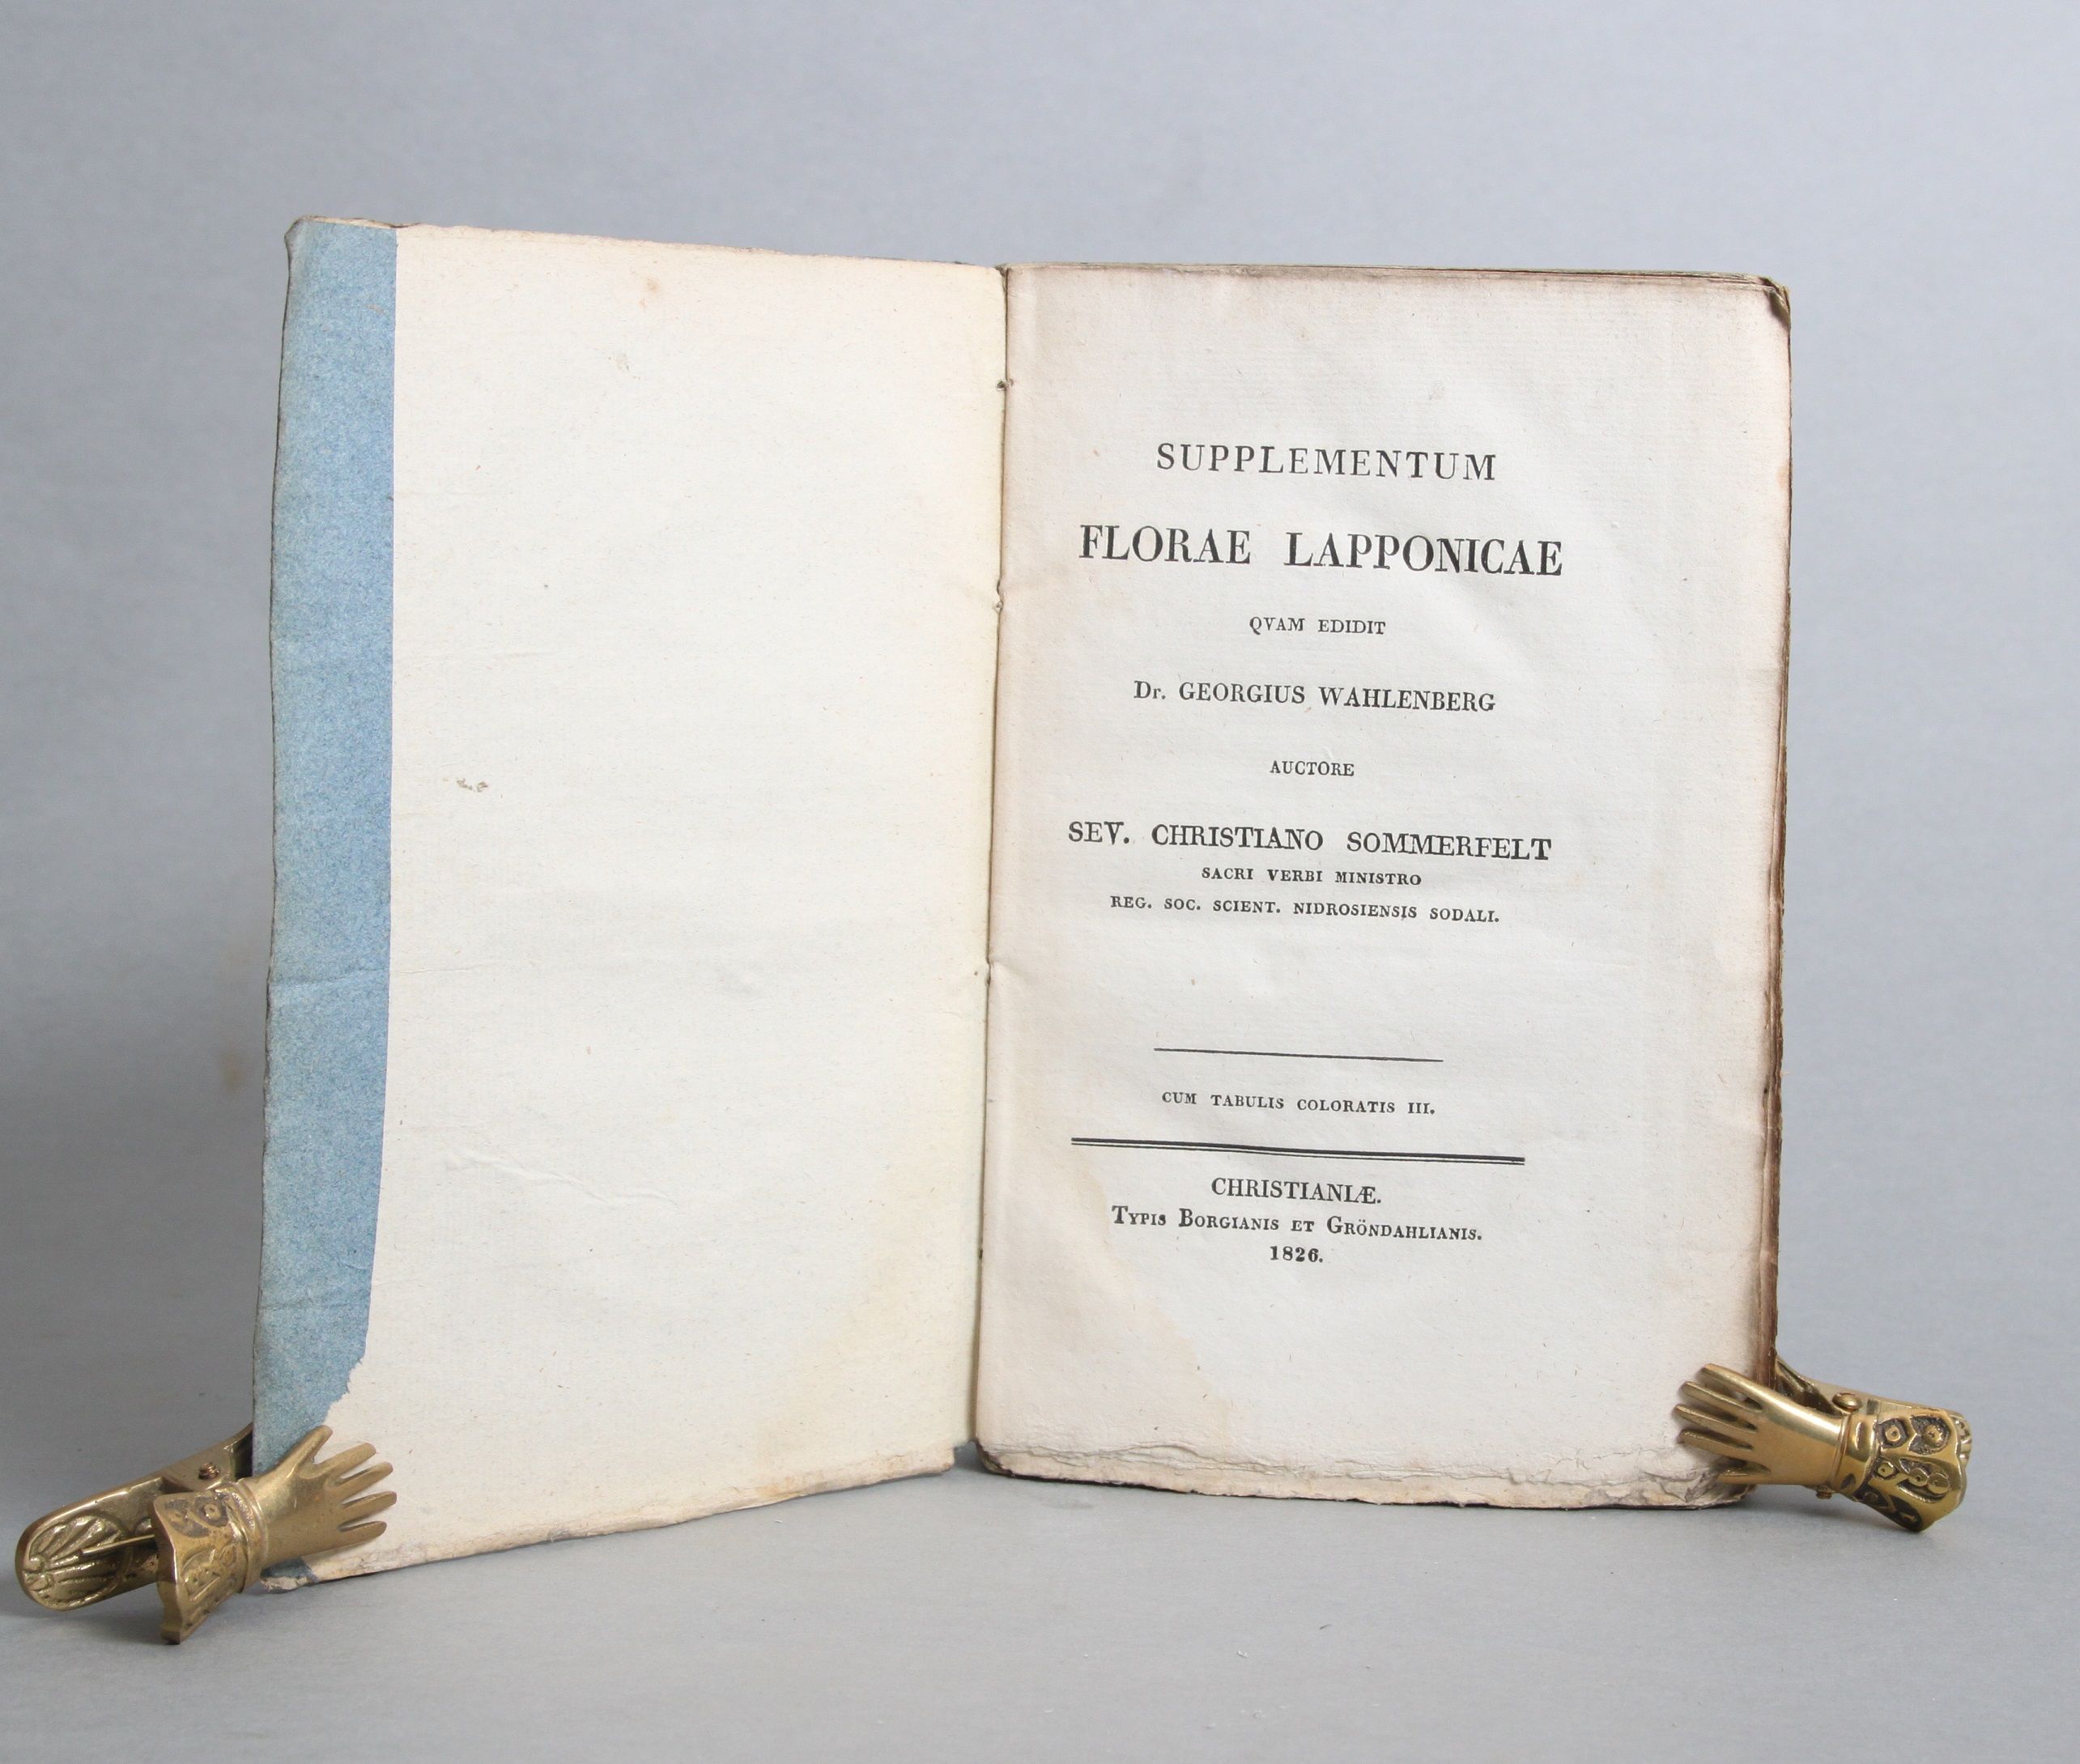 SUPPLEMENTUM
FLORAE LAPPONICAE
QVAM EDIDIT
Dr. GEORGIUS WAHLENBERG
AUCTORE
SEV. CHRISTIANO SOMMERFELT
SACRI VERBI MINISTRO
REG. SOC. SCIENT. NIDROSIENSIS SODALI.
CUM TABULIS COLORATIS III.
CHRISTIANIÆ.
TYPIS BORGIANIS ET GRÖNDAHLIANIS.
1826.